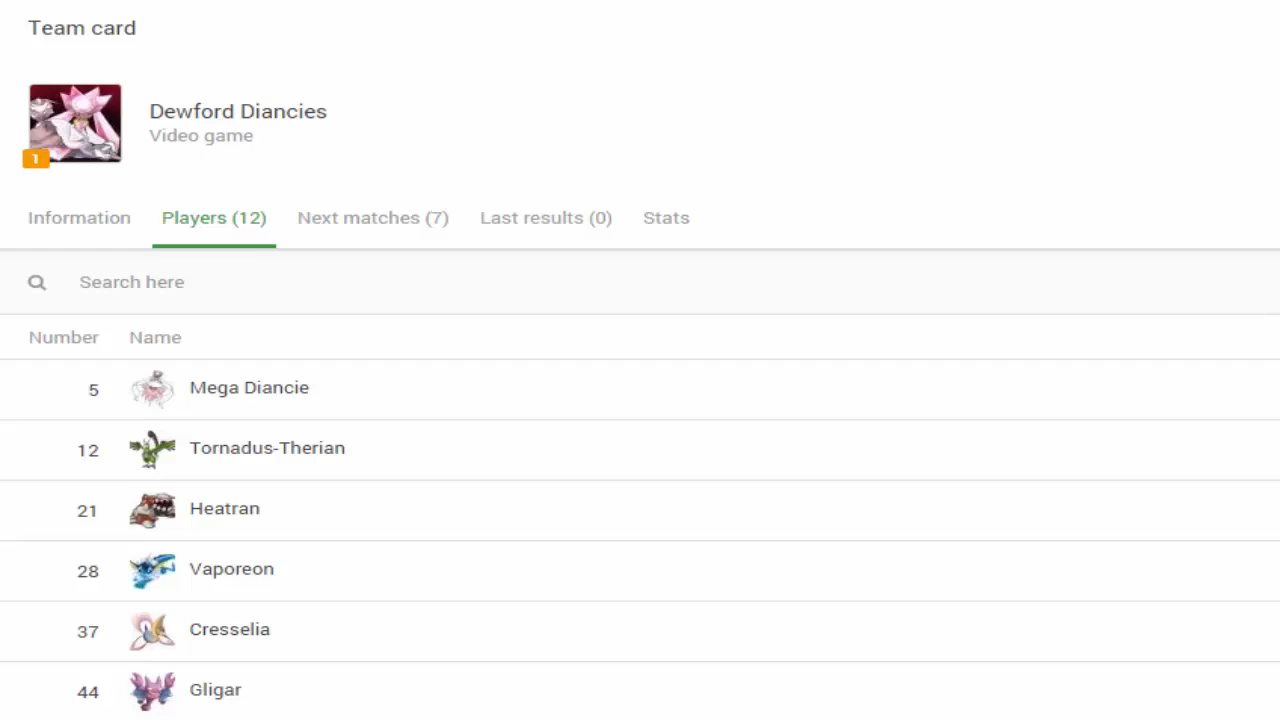 Team card
Dewford Diancies
Video game
1
Information Players (12) Next matches (7) Last results (0) Stats
Search here
Number Name
5 Mega Diancie
12 Tornadus-Therian
21 Heatran
28 Vaporeon
37 Cresselia
44 Gligar